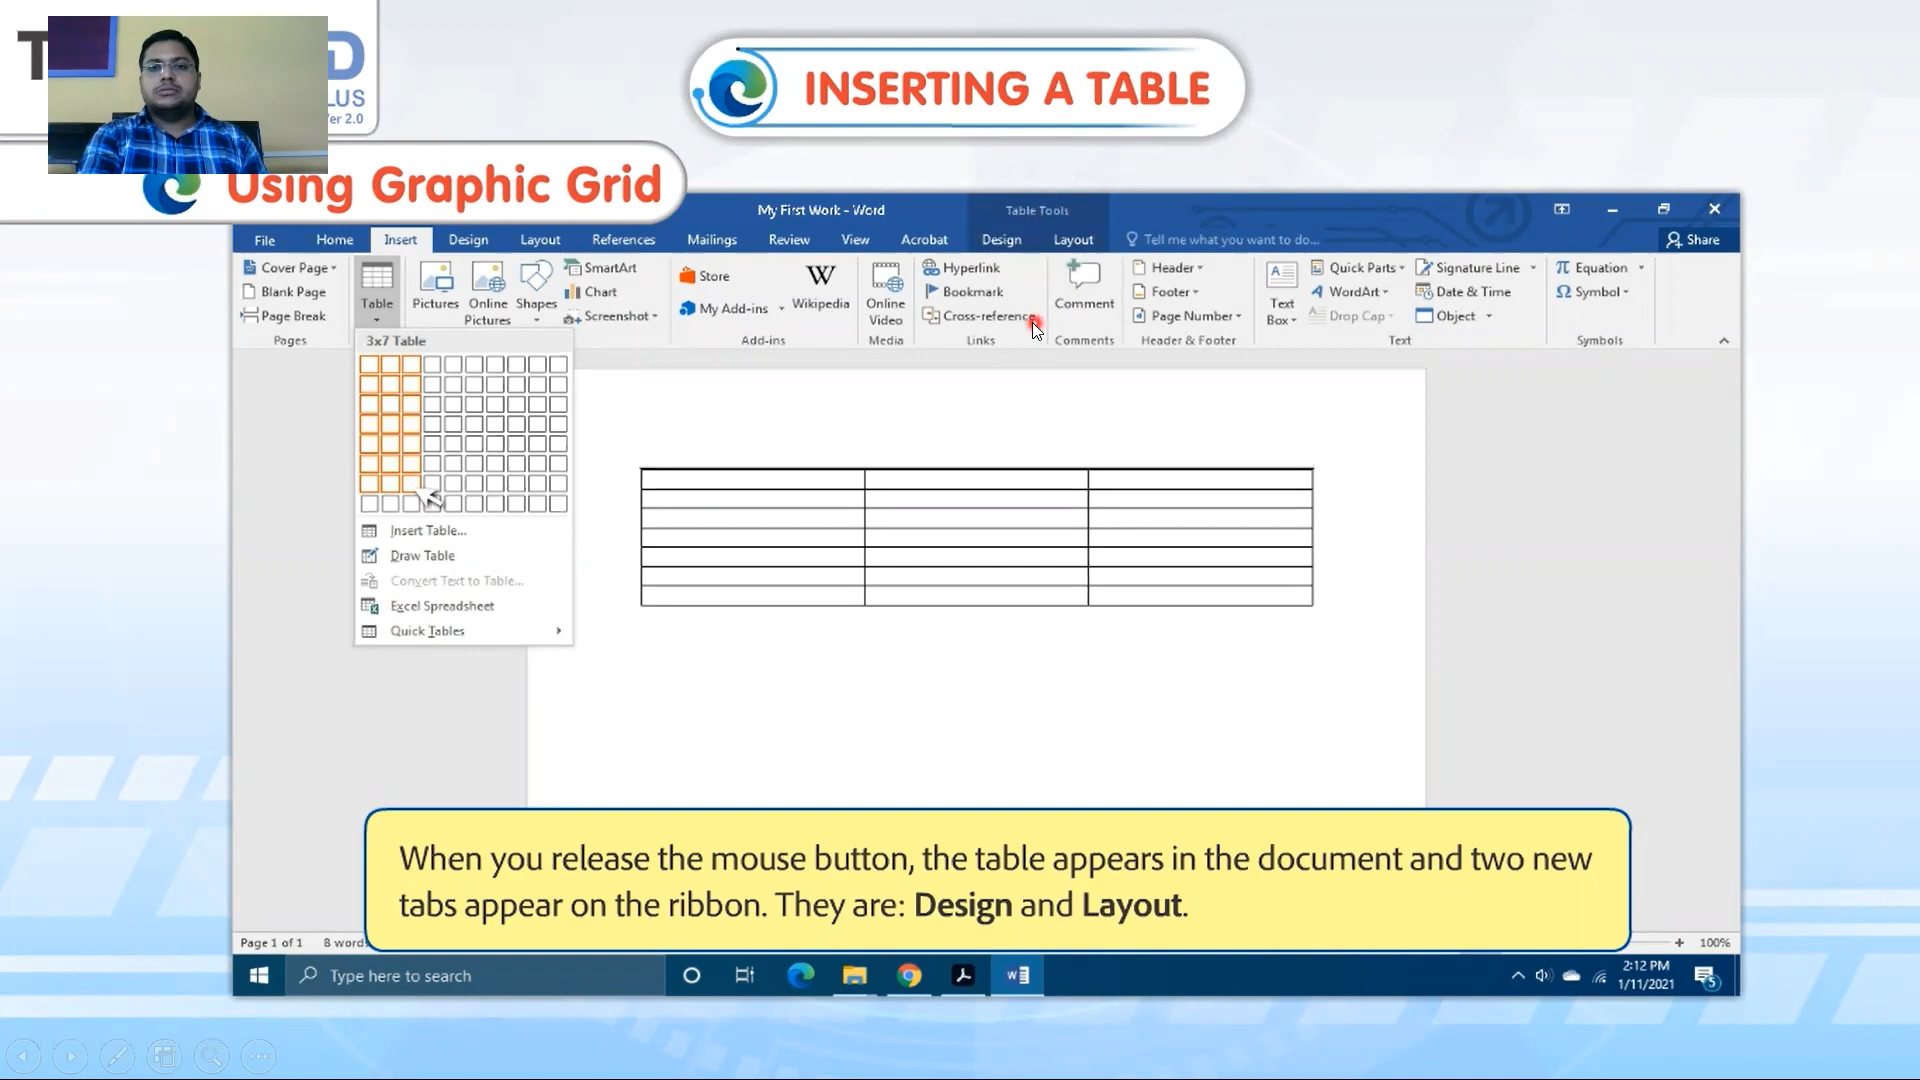 INSERTING A TABLE
LUS
Ver 2.0
Using Graphic Grid
My First Work - Word
Table Tools
File
Home
Insert
Design
Layout
References
Mailings
Review
View
Acrobat
Design
Layout
Tell me what you want to do...
Share
Cover Page
Blank Page
Page Break
Pages
Table
Pictures
Online Pictures
Shapes
SmartArt
Chart
Screenshot
Store
My Add-ins
Wikipedia
Add-ins
Online Video
Media
Hyperlink
Bookmark
Cross-reference
Links
Comment
Comments
Header
Footer
Page Number
Header & Footer
Text Box
Quick Parts
WordArt
Drop Cap
Signature Line
Date & Time
Object
Text
Equation
Symbol
Symbols
3x7 Table
Insert Table...
Draw Table
Convert Text to Table...
Excel Spreadsheet
Quick Tables
When you release the mouse button, the table appears in the document and two new
tabs appear on the ribbon. They are: Design and Layout.
Page 1 of 1
8 words
100%
Type here to search
2:12 PM
1/11/2021
5